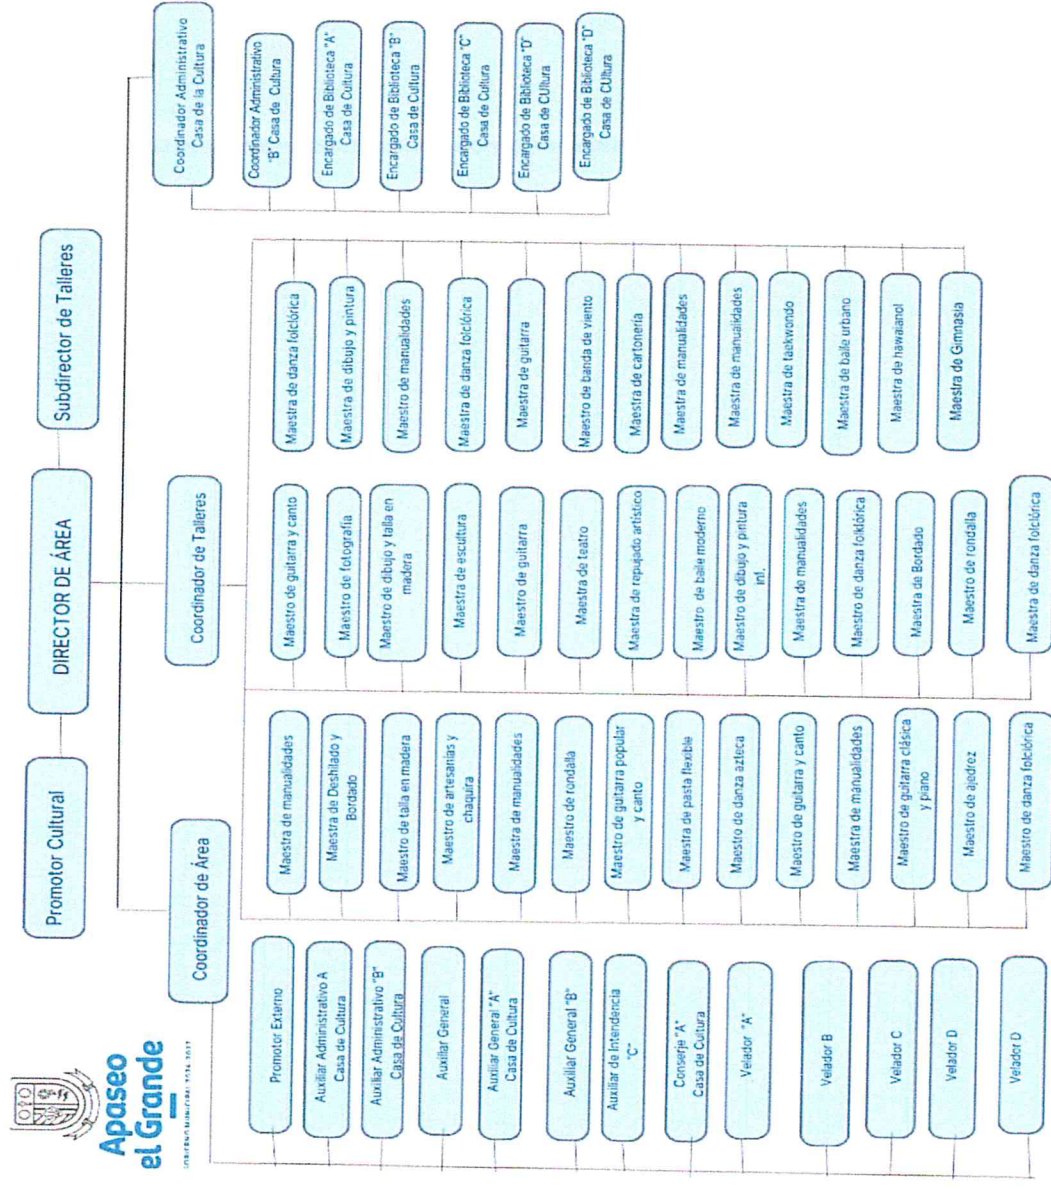 Apaseo
el Grande
GOBIERNO MUNICIPAL 2024-2027
Promotor Cultural
DIRECTOR DE ÁREA
Subdirector de Talleres
Coordinador de Área
Coordinador de Talleres
Coordinador Administrativo
Casa de la Cultura
Promotor Externo
Auxiliar Administrativo A
Casa de Cultura
Auxiliar Administrativo "B"
Casa de Cultura
Auxiliar General
Auxiliar General "A"
Casa de Cultura
Auxiliar General "B"
Auxiliar de Intendencia
"C"
Conserje "A"
Casa de Cultura
Velador "A"
Velador B
Velador C
Velador D
Velador D
Maestra de manualidades
Maestra de Deshilado y
Bordado
Maestro de talla en madera
Maestro de artesanías y
chaquira
Maestra de manualidades
Maestro de rondalla
Maestro de guitarra popular
y canto
Maestra de pasta flexible
Maestro de danza azteca
Maestro de guitarra y canto
Maestra de manualidades
Maestro de guitarra clásica
y piano
Maestro de ajedrez
Maestro de danza folclórica
Maestro de guitarra y canto
Maestro de fotografía
Maestro de dibujo y talla en
madera
Maestra de escultura
Maestro de guitarra
Maestra de teatro
Maestra de repujado artístico
Maestro de baile moderno
Maestro de dibujo y pintura
inf.
Maestra de manualidades
Maestro de danza folklórica
Maestra de Bordado
Maestro de rondalla
Maestra de danza folclórica
Maestra de danza folclórica
Maestra de dibujo y pintura
Maestro de manualidades
Maestra de danza folclórica
Maestra de guitarra
Maestro de banda de viento
Maestra de cartonería
Maestra de manualidades
Maestra de manualidades
Maestra de taekwondo
Maestra de baile urbano
Maestra de hawaianol
Maestra de Gimnasia
Coordinador Administrativo
"B" Casa de Cultura
Encargado de Biblioteca "A"
Casa de Cultura
Encargado de Biblioteca "B"
Casa de Cultura
Encargado de Biblioteca "C"
Casa de Cultura
Encargado de Biblioteca "D"
Casa de CUltura
Encargado de Biblioteca "D"
Casa de CUltura